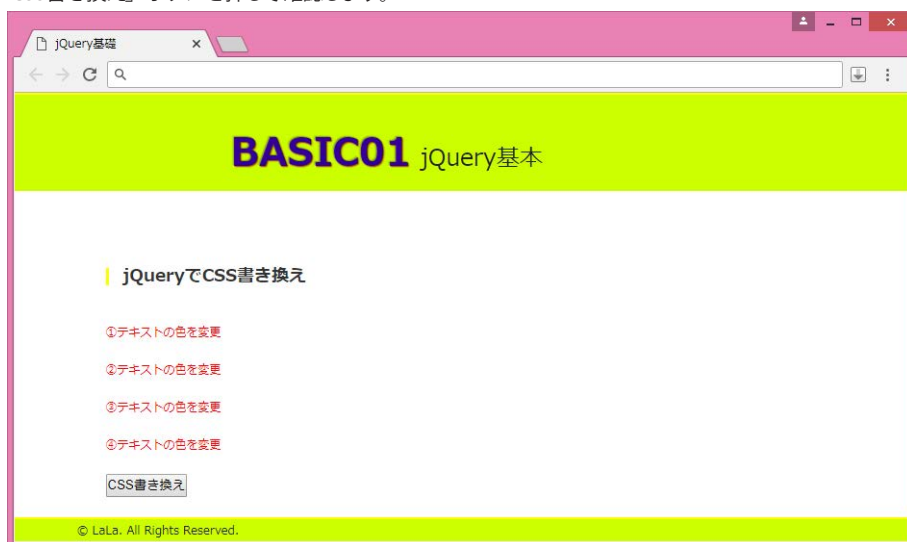 jQuery基礎
BASIC01 jQuery基本
jQueryでCSS書き換え
①テキストの色を変更
②テキストの色を変更
③テキストの色を変更
④テキストの色を変更
CSS書き換え
© LaLa. All Rights Reserved.